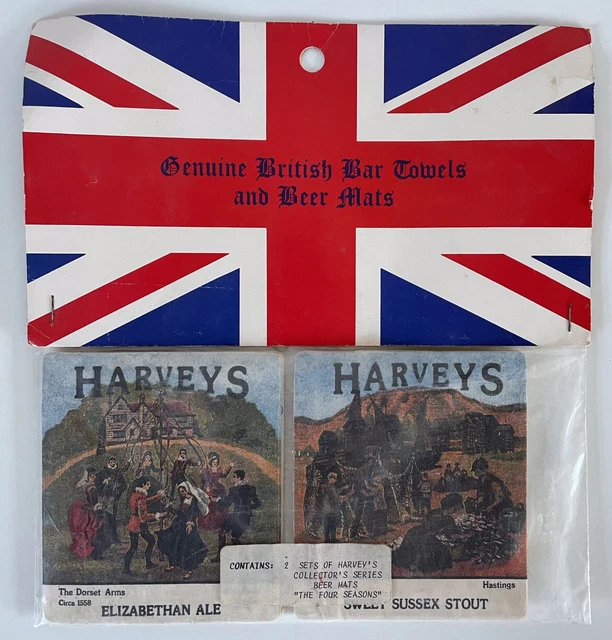 Genuine British Bar Towels
and Beer Mats
HARVEYS
The Dorset Arms
Circa 1558
ELIZABETHAN ALE
HARVEYS
Hastings
SWEET SUSSEX STOUT
CONTAINS: 2 SETS OF HARVEY'S
COLLECTOR'S SERIES
BEER MATS
"THE FOUR SEASONS"